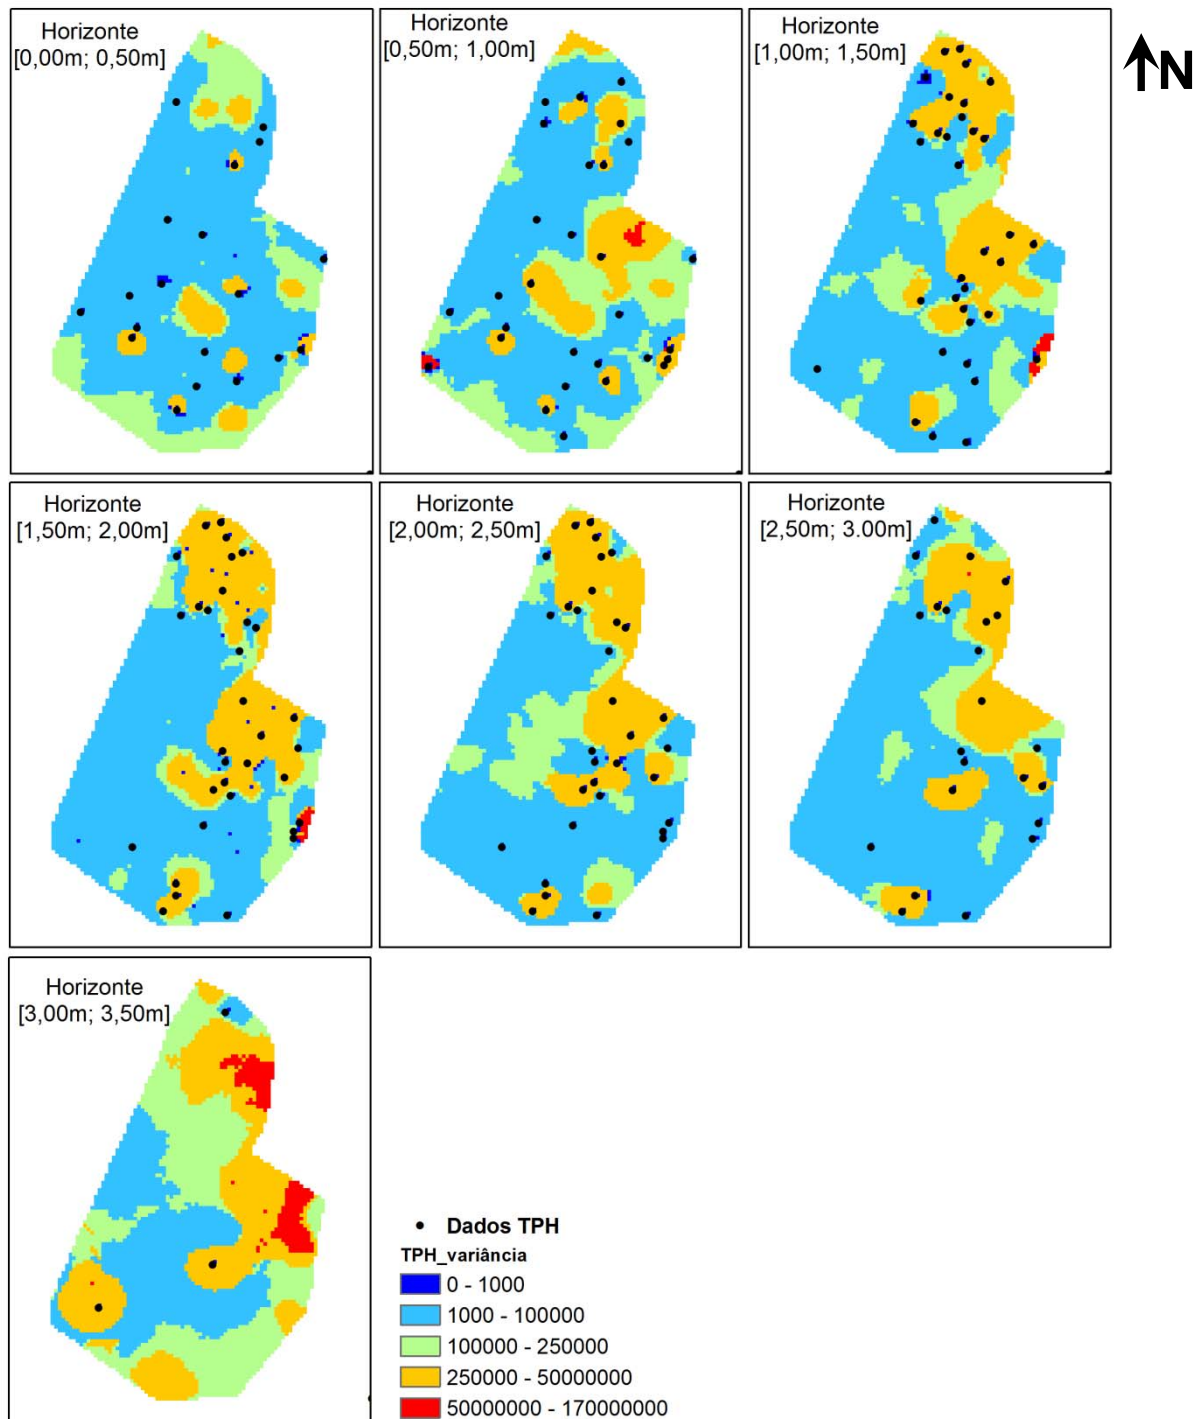 Horizonte
[0,00m; 0,50m]
Horizonte
[0,50m; 1,00m]
Horizonte
[1,00m; 1,50m]
N
Horizonte
[1,50m; 2,00m]
Horizonte
[2,00m; 2,50m]
Horizonte
[2,50m; 3.00m]
Horizonte
[3,00m; 3,50m]
Dados TPH
TPH_variância
0 - 1000
1000 - 100000
100000 - 250000
250000 - 50000000
50000000 - 170000000